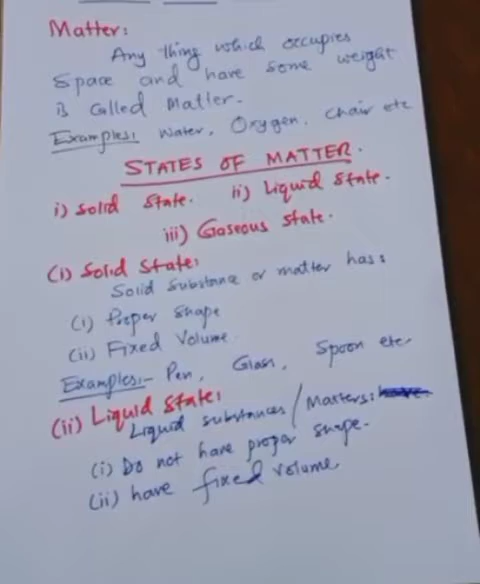 Matter:
Any thing which occupies
Space and have some weight
is Called Matter.
Examples: Water, Oxygen, Chair etc
STATES OF MATTER.
i) Solid State. ii) Liquid State.
iii) Gaseous State.
(i) Solid State:
Solid Substance or matter has:
(i) Proper Shape
(ii) Fixed Volume.
Examples:- Pen, Glass, Spoon etc
(ii) Liquid State:
Liquid substances / Matters:
(i) Do not have proper shape.
(ii) have fixed volume